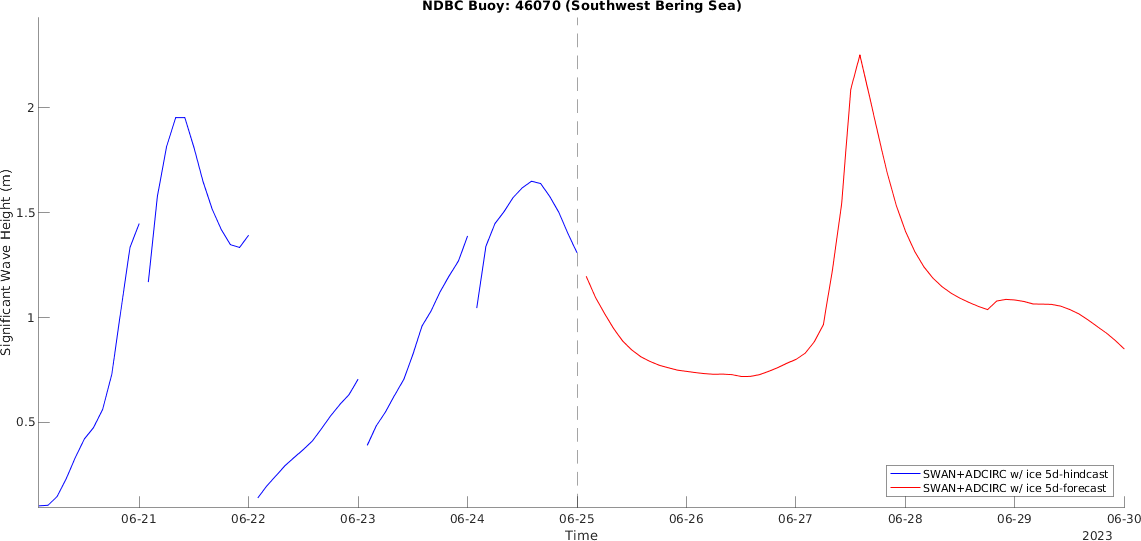 NDBC Buoy: 46070 (Southwest Bering Sea)
Significant Wave Height (m)
2
1.5
1
0.5
SWAN+ADCIRC w/ ice 5d-hindcast
SWAN+ADCIRC w/ ice 5d-forecast
06-21 06-22 06-23 06-24 06-25 06-26 06-27 06-28 06-29 06-30
Time
2023